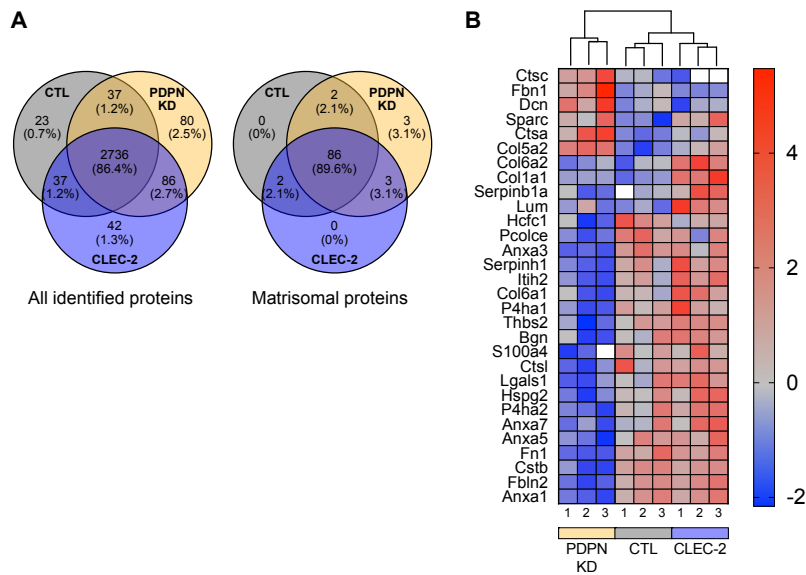 A
CTL
PDPN
KD
37
(1.2%)
23
(0.7%)
80
(2.5%)
2736
(86.4%)
37
(1.2%)
86
(2.7%)
42
(1.3%)
CLEC-2
All identified proteins
CTL
PDPN
KD
2
(2.1%)
0
(0%)
3
(3.1%)
86
(89.6%)
2
(2.1%)
3
(3.1%)
0
(0%)
CLEC-2
Matrisomal proteins
B
Ctsc
Fbn1
Dcn
Sparc
Ctsa
Col5a2
Col6a2
Col1a1
Serpinb1a
Lum
Hcfc1
Pcolce
Anxa3
Serpinh1
Itih2
Col6a1
P4ha1
Thbs2
Bgn
S100a4
Ctsl
Lgals1
Hspg2
P4ha2
Anxa7
Anxa5
Fn1
Cstb
Fbln2
Anxa1
1 2 3 1 2 3 1 2 3
PDPN
KD
CTL
CLEC-2
4
2
0
-2